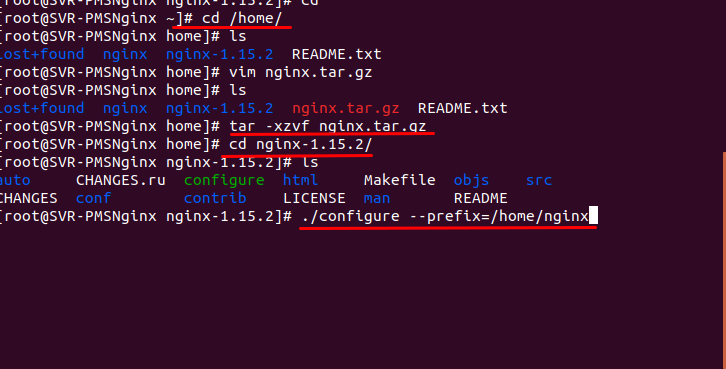 [root@SVR-PMSNginx nginx-1.15.2]# cd
[root@SVR-PMSNginx ~]# cd /home/
[root@SVR-PMSNginx home]# ls
lost+found nginx nginx-1.15.2 README.txt
[root@SVR-PMSNginx home]# vim nginx.tar.gz
[root@SVR-PMSNginx home]# ls
lost+found nginx nginx-1.15.2 nginx.tar.gz README.txt
[root@SVR-PMSNginx home]# tar -xzvf nginx.tar.gz
[root@SVR-PMSNginx home]# cd nginx-1.15.2/
[root@SVR-PMSNginx nginx-1.15.2]# ls
auto CHANGES.ru configure html Makefile objs src
CHANGES conf contrib LICENSE man README
[root@SVR-PMSNginx nginx-1.15.2]# ./configure --prefix=/home/nginx